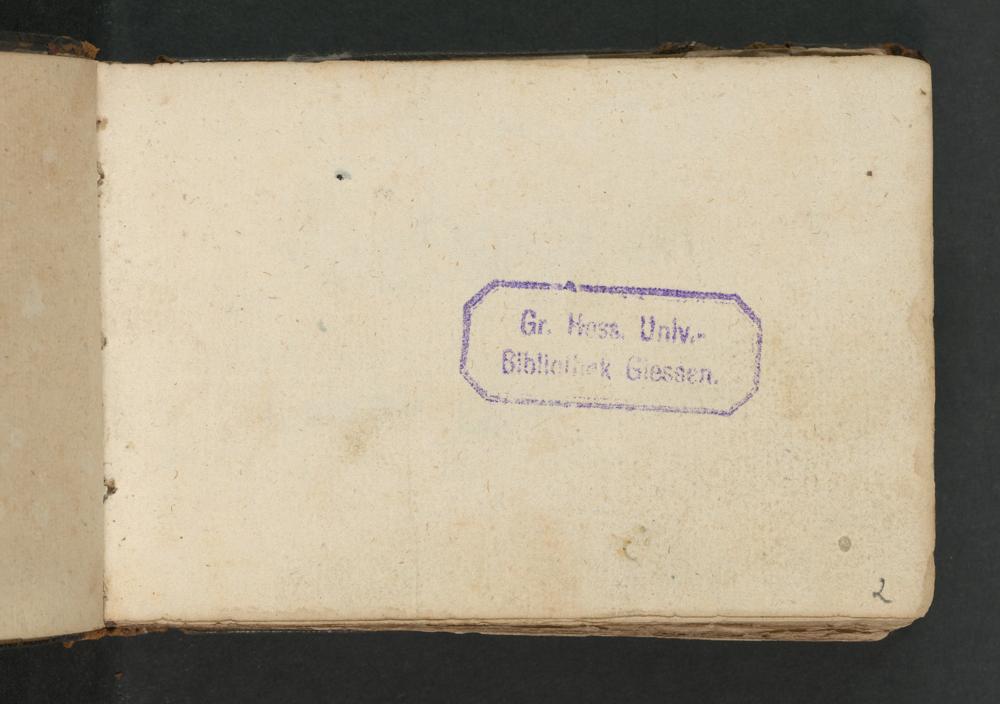 Gr. Hess. Univ.-
Bibliothek Giessen.
2